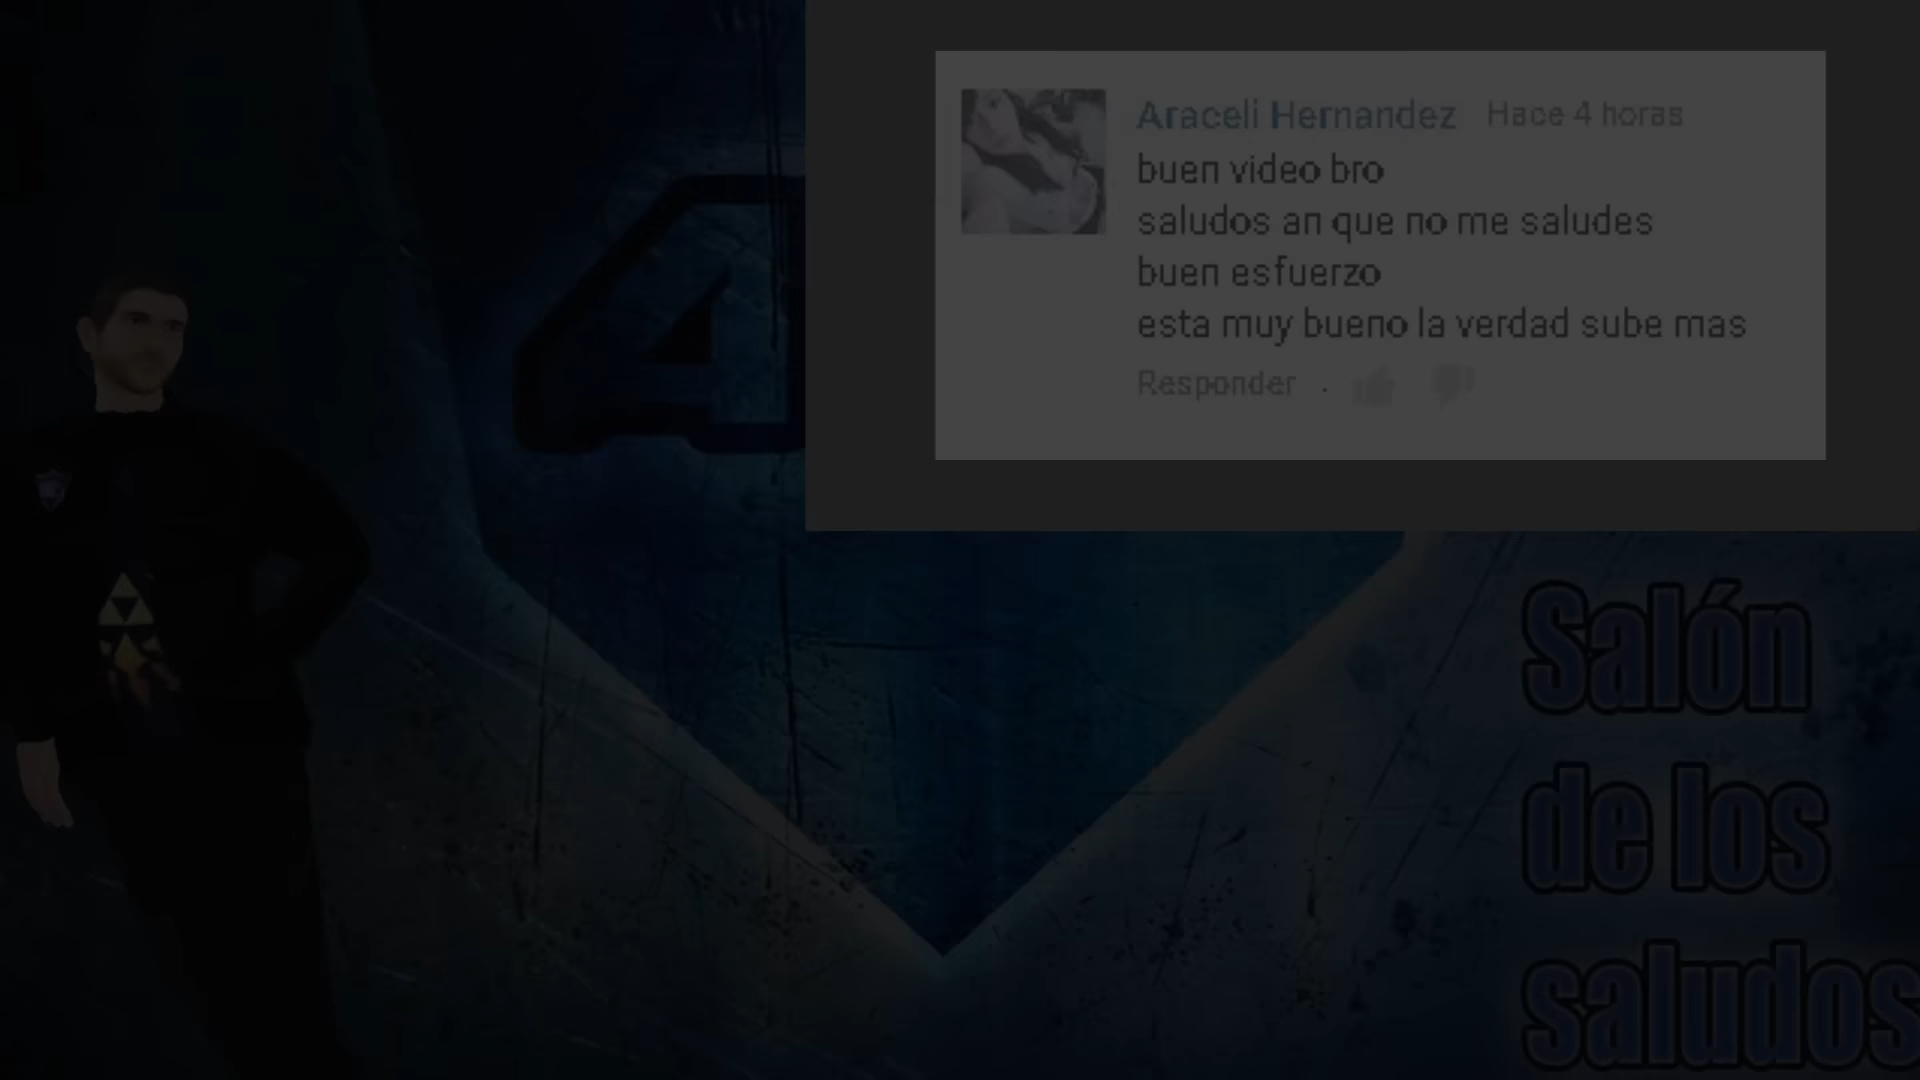 4
Araceli Hernandez Hace 4 horas
buen video bro
saludos an que no me saludes
buen esfuerzo
esta muy bueno la verdad sube mas
Responder .
Salón
de los
saludos